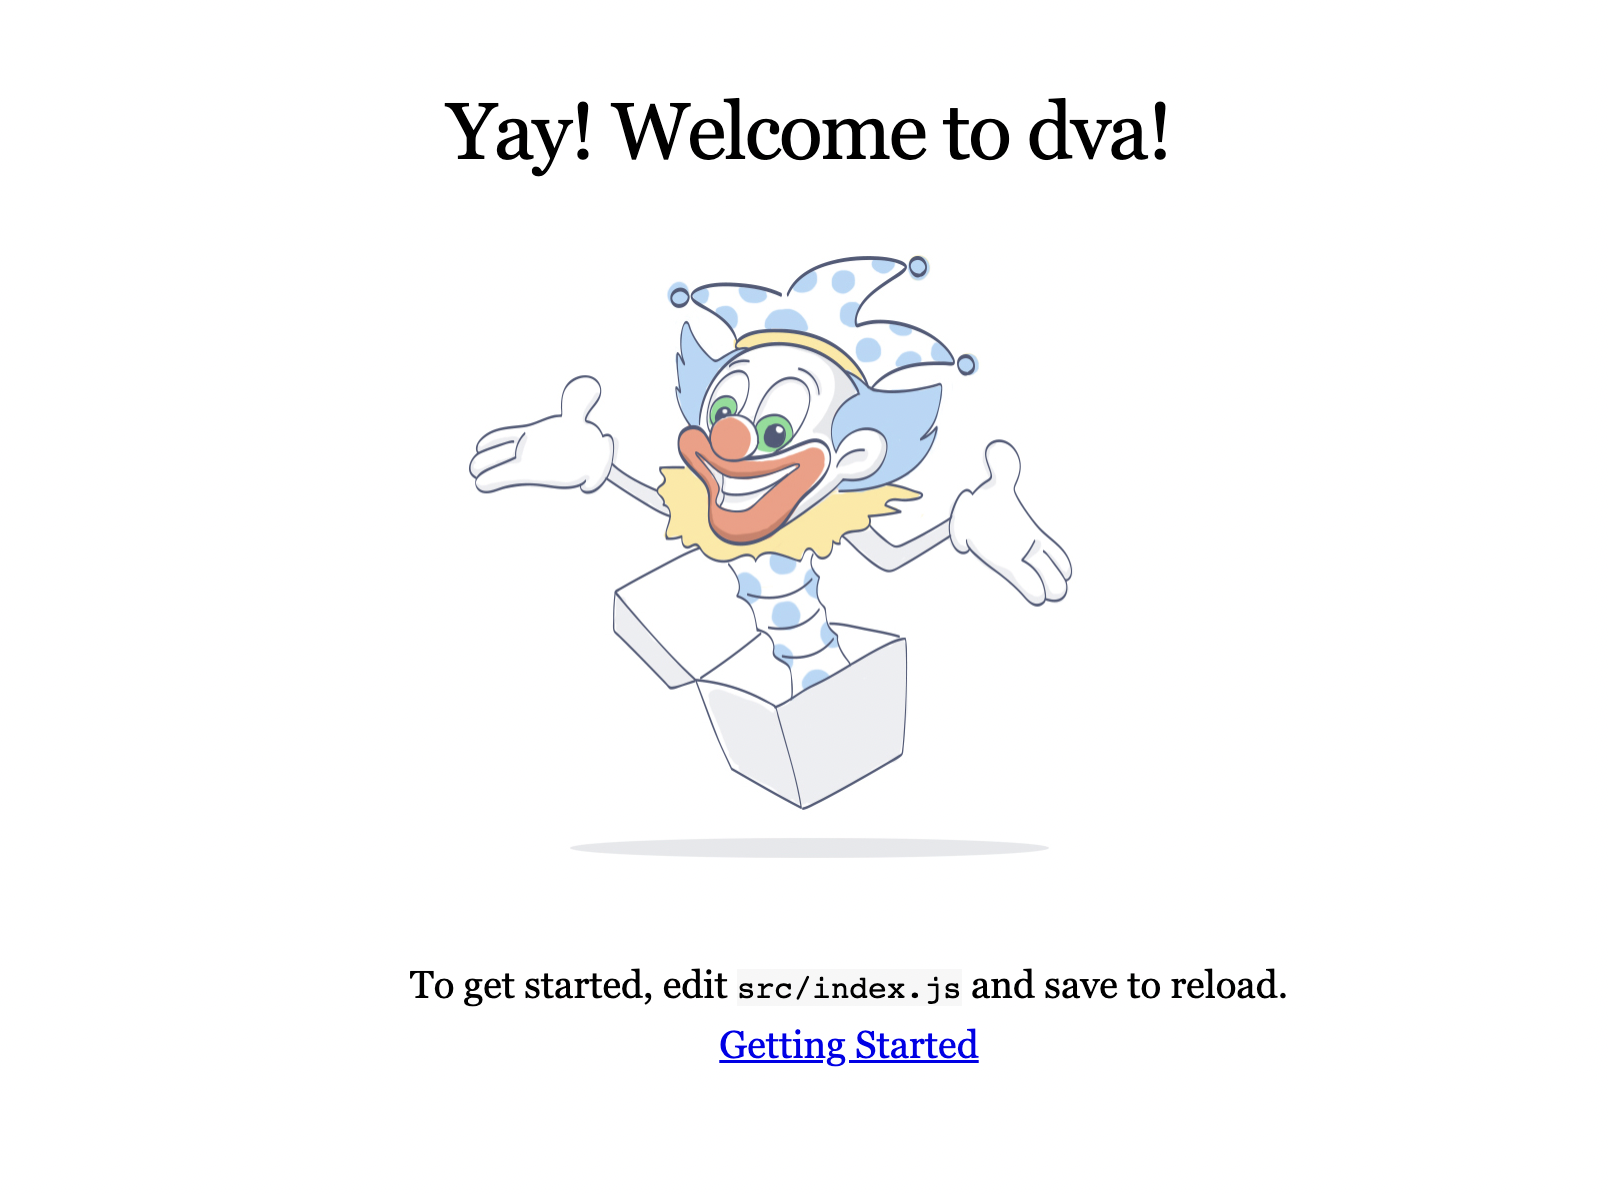 Yay! Welcome to dva!
To get started, edit src/index.js and save to reload.
Getting Started